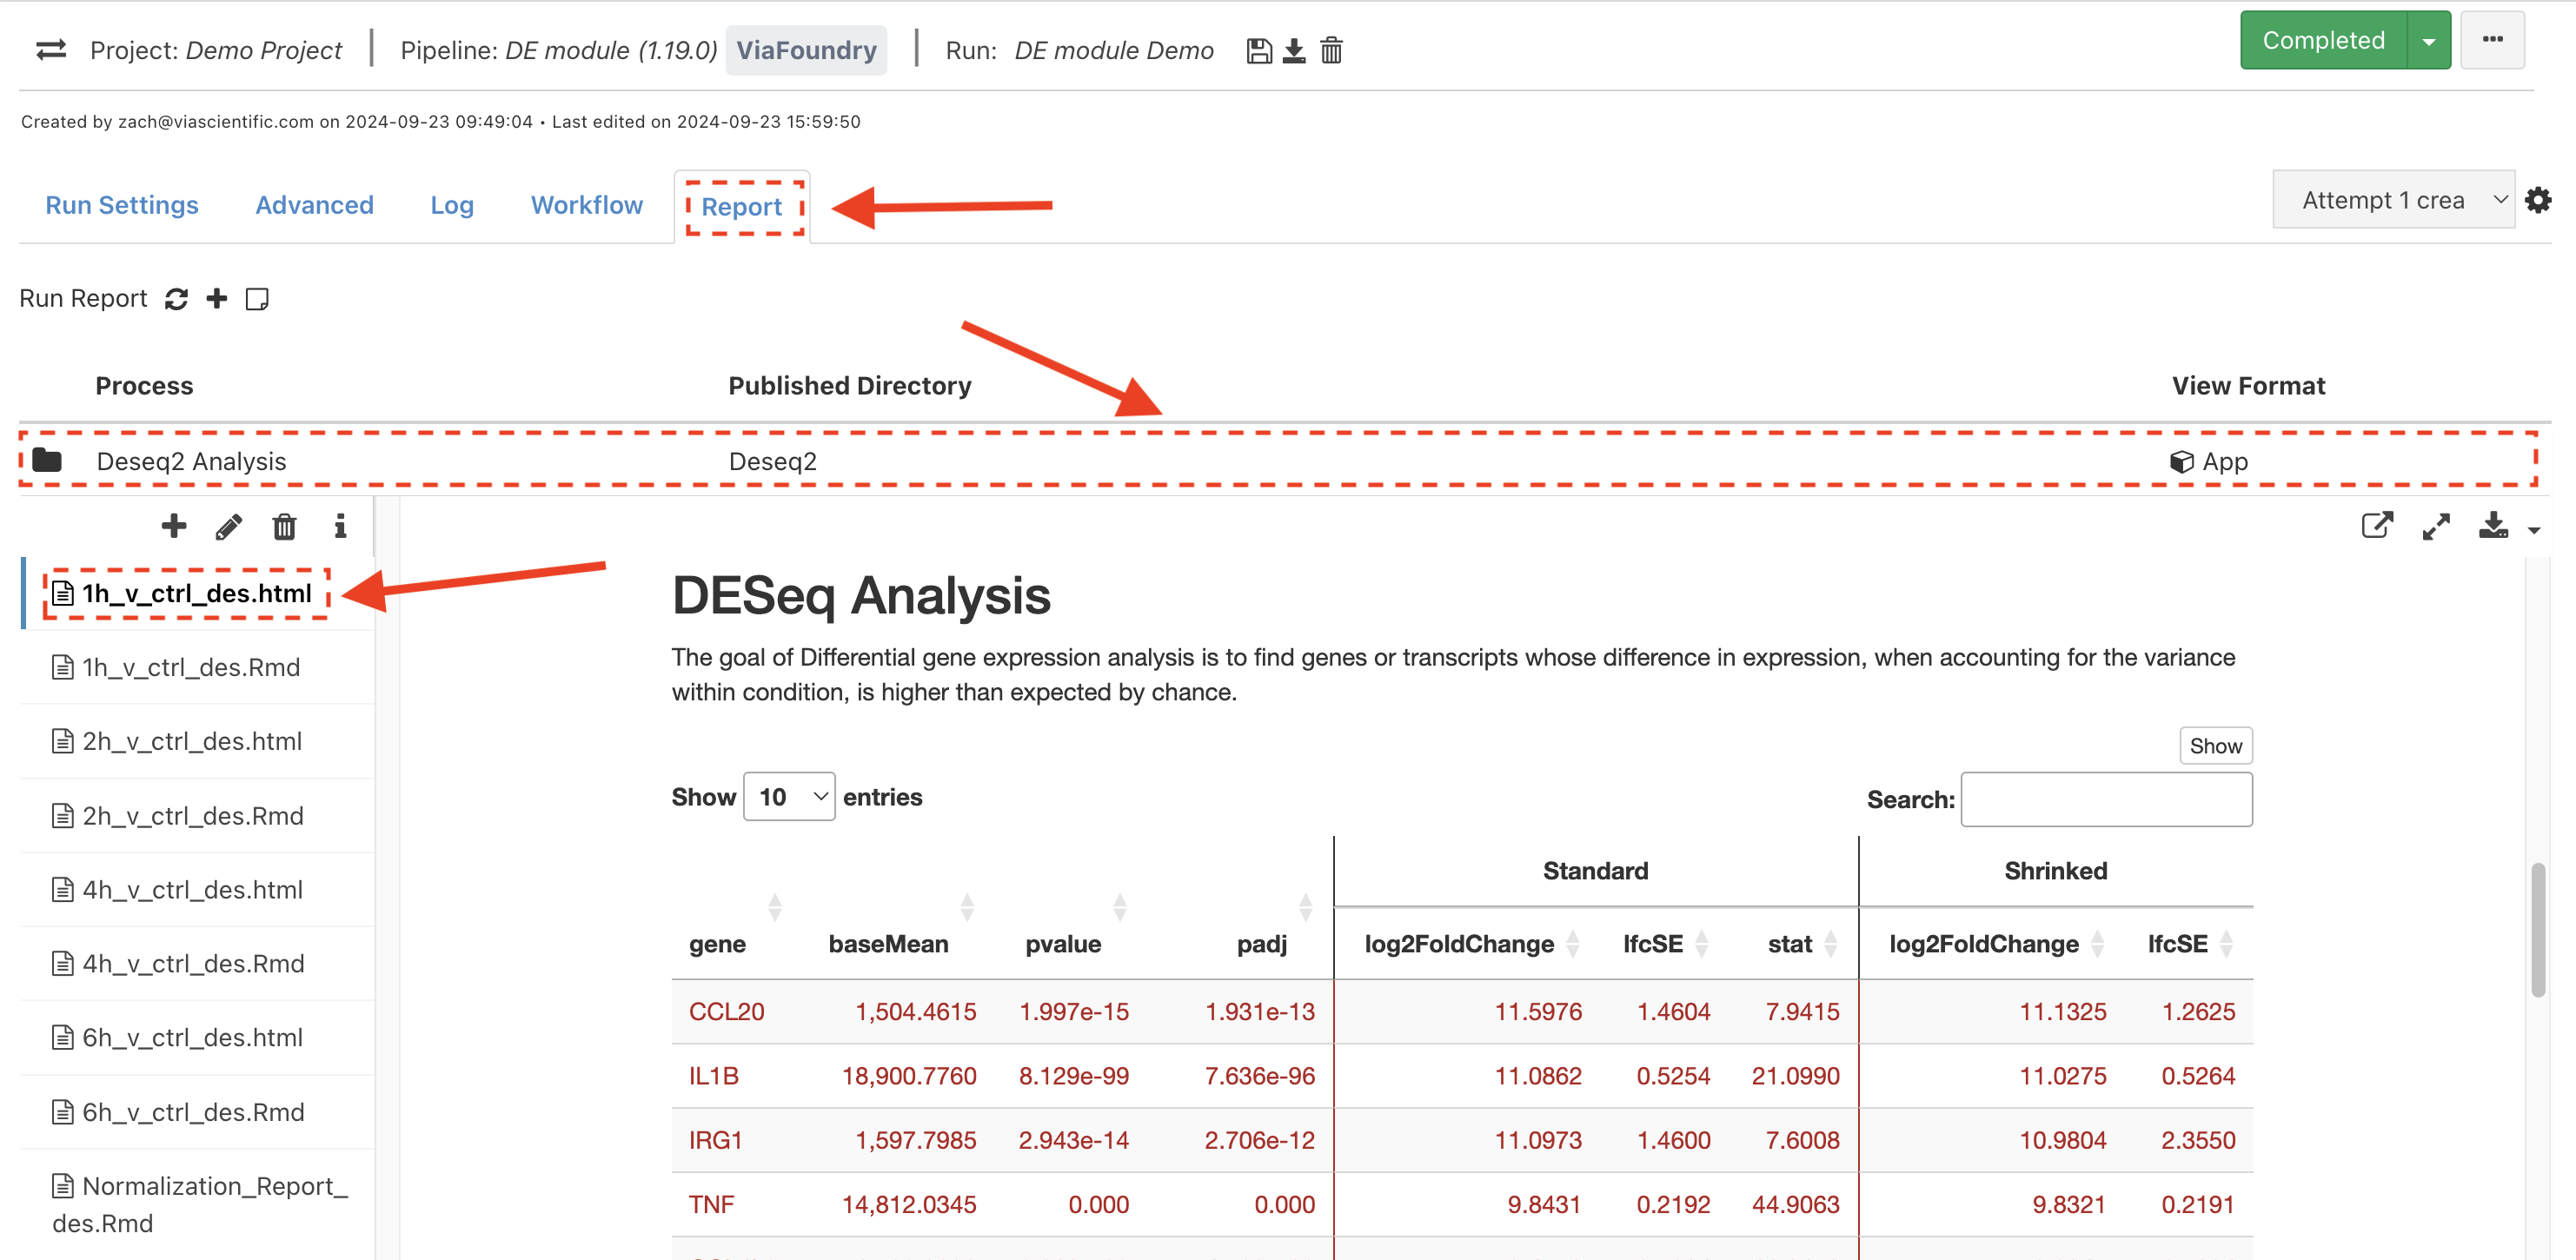 Project: Demo Project | Pipeline: DE module (1.19.0) ViaFoundry | Run: DE module Demo
Completed
Created by zach@viascientific.com on 2024-09-23 09:49:04 • Last edited on 2024-09-23 15:59:50
Run Settings Advanced Log Workflow Report
Attempt 1 crea
Run Report
Process Published Directory View Format
Deseq2 Analysis Deseq2 App
1h_v_ctrl_des.html
1h_v_ctrl_des.Rmd
2h_v_ctrl_des.html
2h_v_ctrl_des.Rmd
4h_v_ctrl_des.html
4h_v_ctrl_des.Rmd
6h_v_ctrl_des.html
6h_v_ctrl_des.Rmd
Normalization_Report_
des.Rmd
DESeq Analysis
The goal of Differential gene expression analysis is to find genes or transcripts whose difference in expression, when accounting for the variance
within condition, is higher than expected by chance.
Show
Show 10 entries
Search:
Standard Shrinked
gene baseMean pvalue padj log2FoldChange lfcSE stat log2FoldChange lfcSE
CCL20 1,504.4615 1.997e-15 1.931e-13 11.5976 1.4604 7.9415 11.1325 1.2625
IL1B 18,900.7760 8.129e-99 7.636e-96 11.0862 0.5254 21.0990 11.0275 0.5264
IRG1 1,597.7985 2.943e-14 2.706e-12 11.0973 1.4600 7.6008 10.9804 2.3550
TNF 14,812.0345 0.000 0.000 9.8431 0.2192 44.9063 9.8321 0.2191